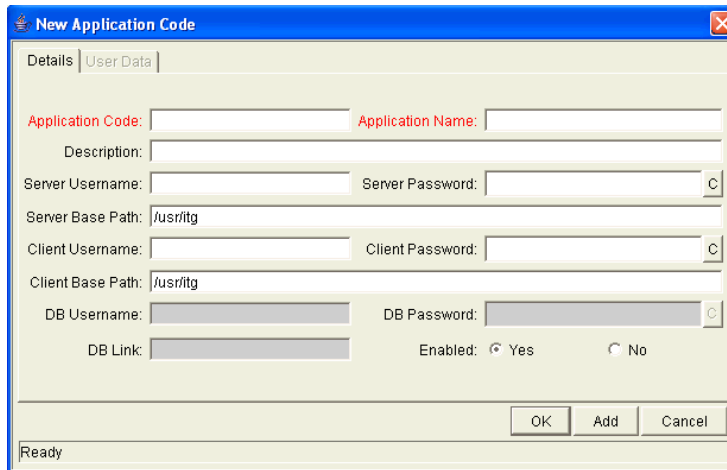 New Application Code
Details User Data
Application Code: Application Name:
Description:
Server Username: Server Password: C
Server Base Path: /usr/itg
Client Username: Client Password: C
Client Base Path: /usr/itg
DB Username: DB Password: C
DB Link: Enabled: Yes No
OK Add Cancel
Ready